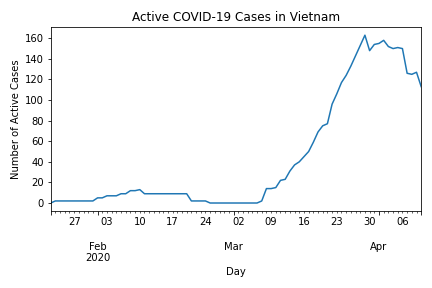 Active COVID-19 Cases in Vietnam
Number of Active Cases
160
140
120
100
80
60
40
20
0
27 03 10 17 24 02 09 16 23 30 06
Feb Mar Apr
2020
Day